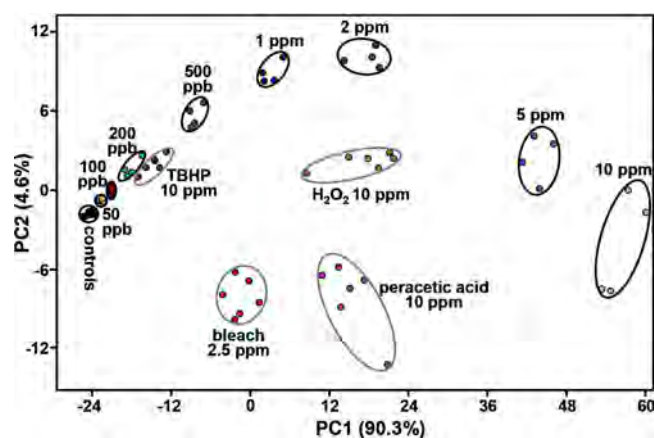 12
6
0
-6
-12
PC2 (4.6%)
1 ppm
2 ppm
500
ppb
200
ppb
100
ppb
50
ppb
controls
TBHP
10 ppm
H₂O₂ 10 ppm
5 ppm
10 ppm
bleach
2.5 ppm
peracetic acid
10 ppm
-24 -12 0 12 24 36 48 60
PC1 (90.3%)